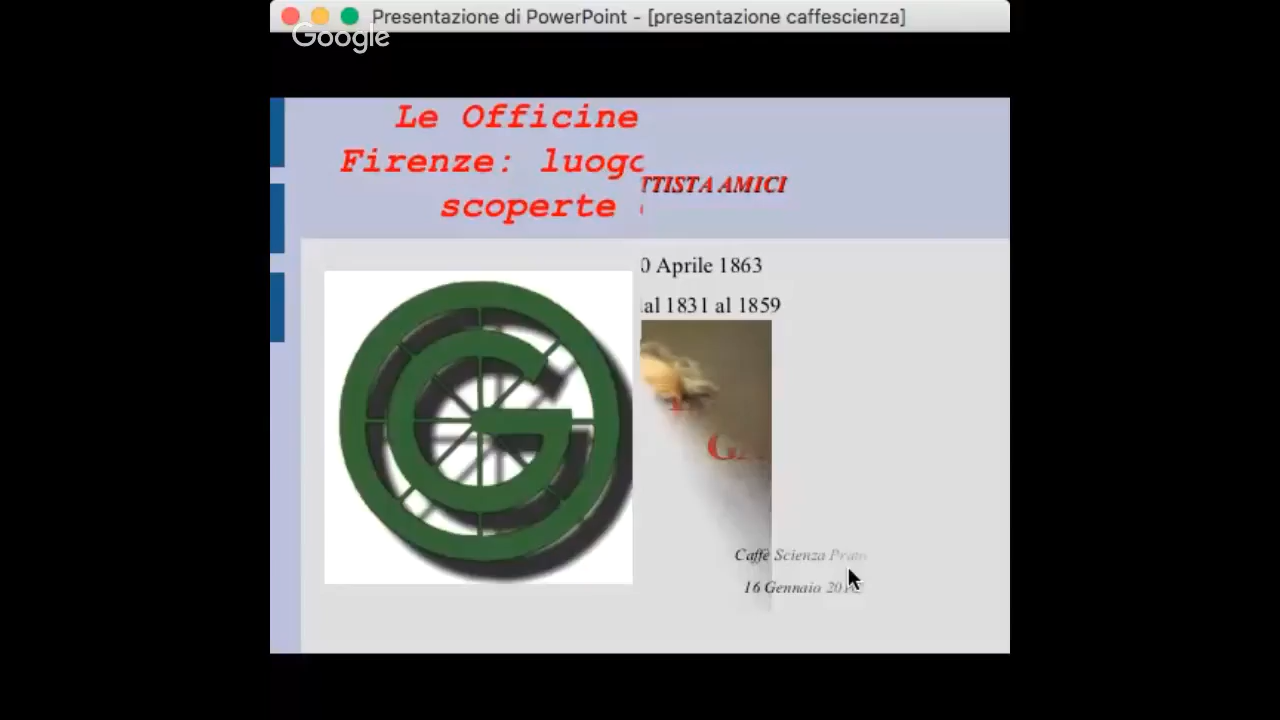 Presentazione di PowerPoint - [presentazione caffescienza]
Google
Le Officine
Firenze: luogo
scoperte
TTISTA AMICI
0 Aprile 1863
al 1831 al 1859
G
Caffè Scienza Prato
16 Gennaio